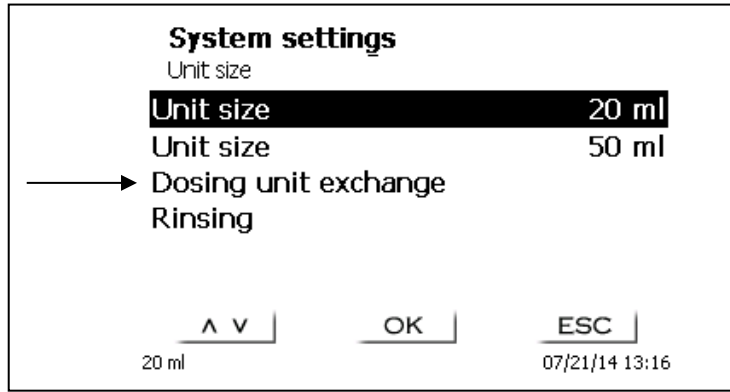 System settings
Unit size
Unit size 20 ml
Unit size 50 ml
Dosing unit exchange
Rinsing
∧ ∨ OK ESC
20 ml 07/21/14 13:16